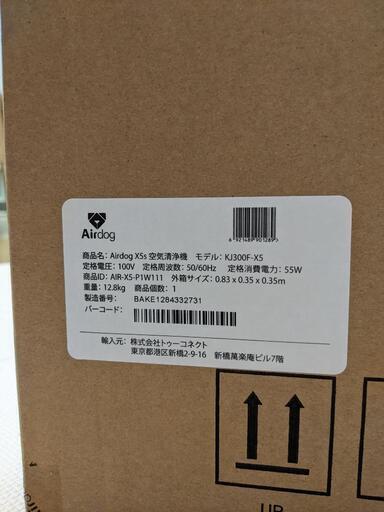 Airdog
6 921489 901289 >
商品名: Airdog X5s 空気清浄機 モデル: KJ300F-X5
定格電圧: 100V 定格周波数: 50/60Hz 定格消費電力: 55W
商品ID: AIR-X5-P1W111 外箱サイズ: 0.83 x 0.35 x 0.35m
重量: 12.8kg 商品個数: 1
製造番号: BAKE1284332731
バーコード:
輸入元: 株式会社トゥーコネクト
東京都港区新橋2-9-16 新橋萬楽庵ビル7階
UP